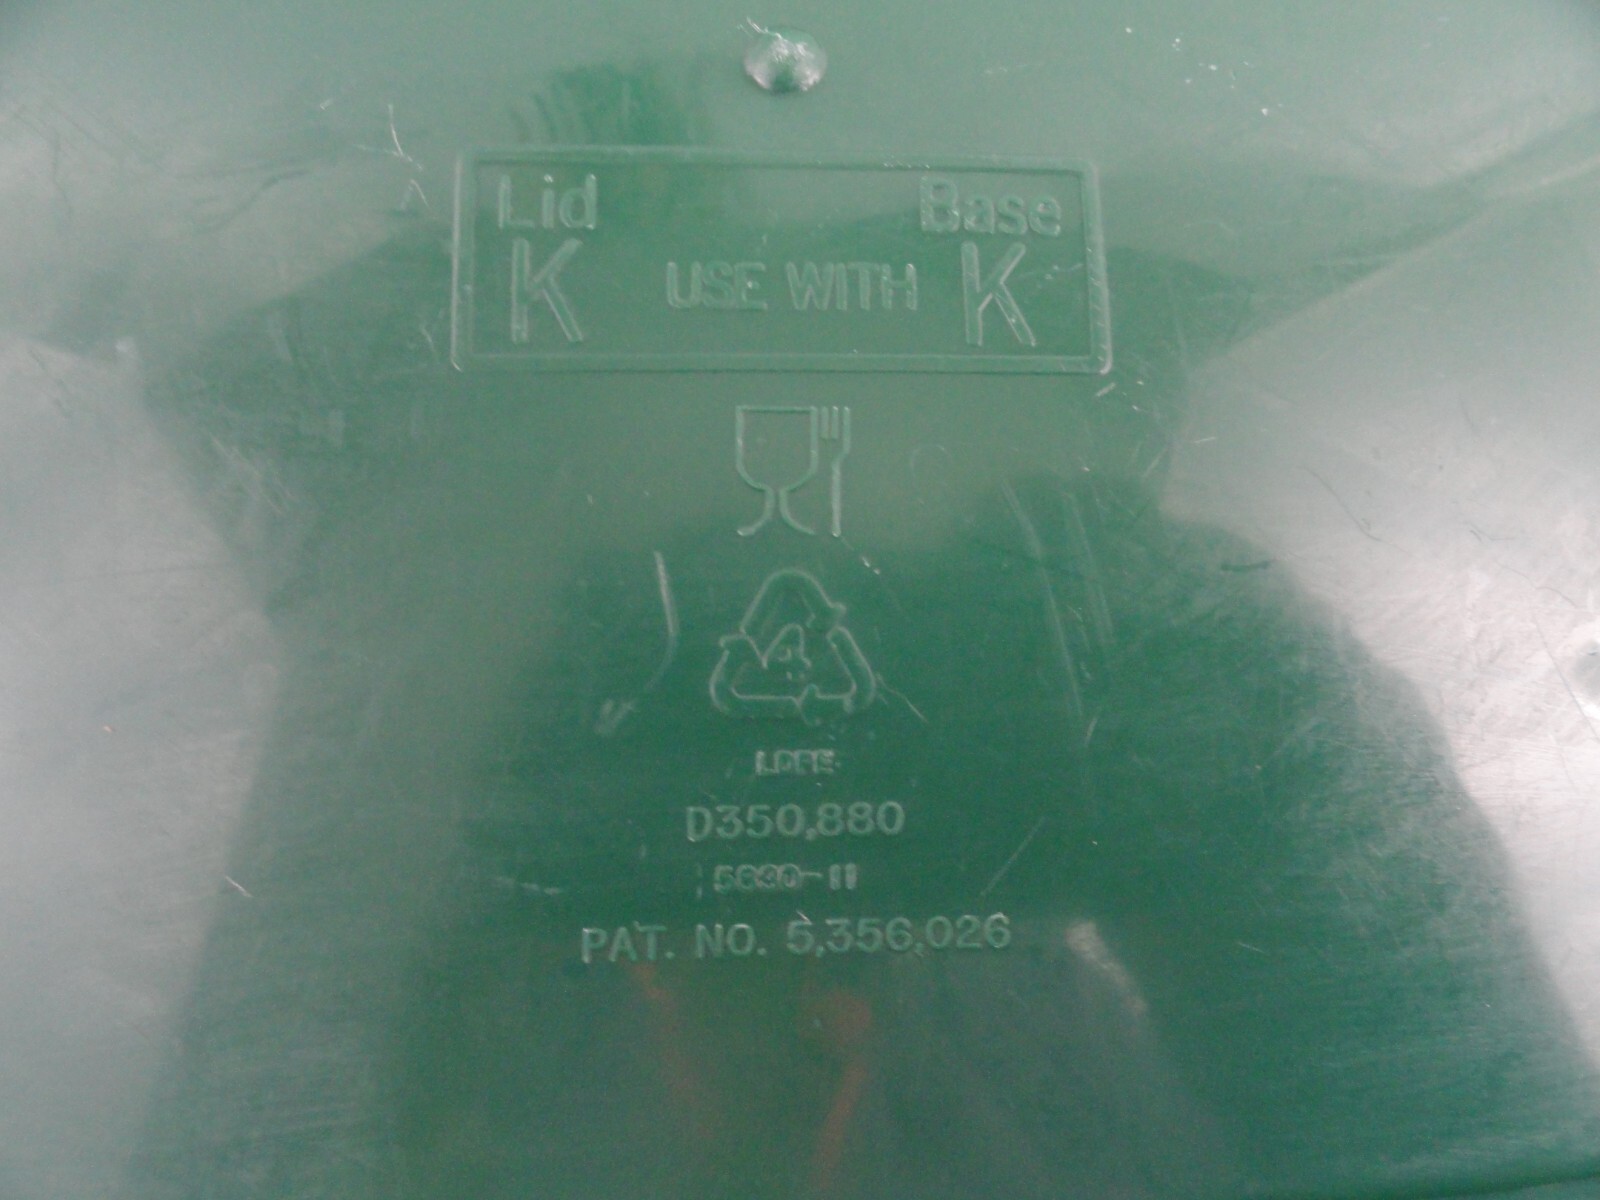 Lid Base
K USE WITH K
4
LDPE
D350,880
PAT. NO. 5,356,026